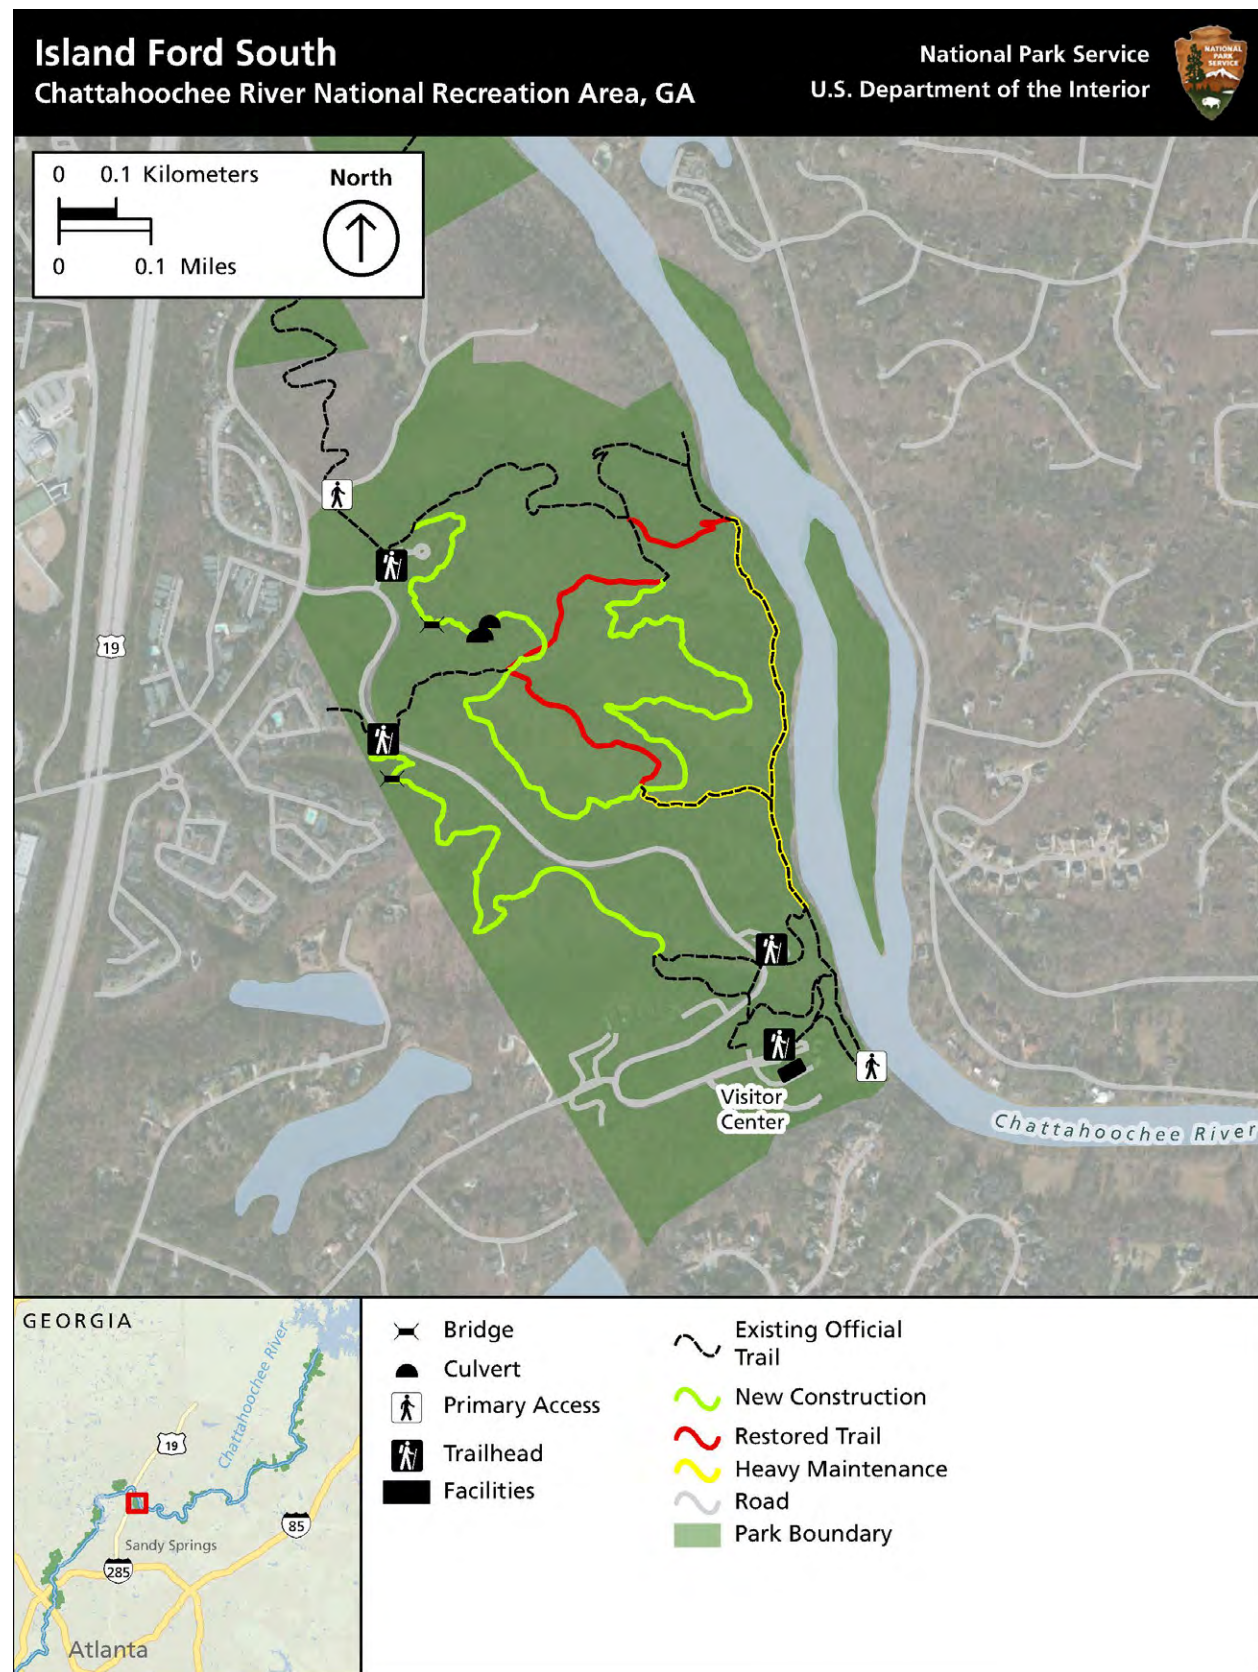 Island Ford South
Chattahoochee River National Recreation Area, GA
National Park Service
U.S. Department of the Interior
NATIONAL
PARK
SERVICE
0 0.1 Kilometers
0 0.1 Miles
North
19
Visitor
Center
Chattahoochee River
GEORGIA
Chattahoochee River
19
Sandy Springs
85
285
Atlanta
Bridge
Culvert
Primary Access
Trailhead
Facilities
Existing Official
Trail
New Construction
Restored Trail
Heavy Maintenance
Road
Park Boundary